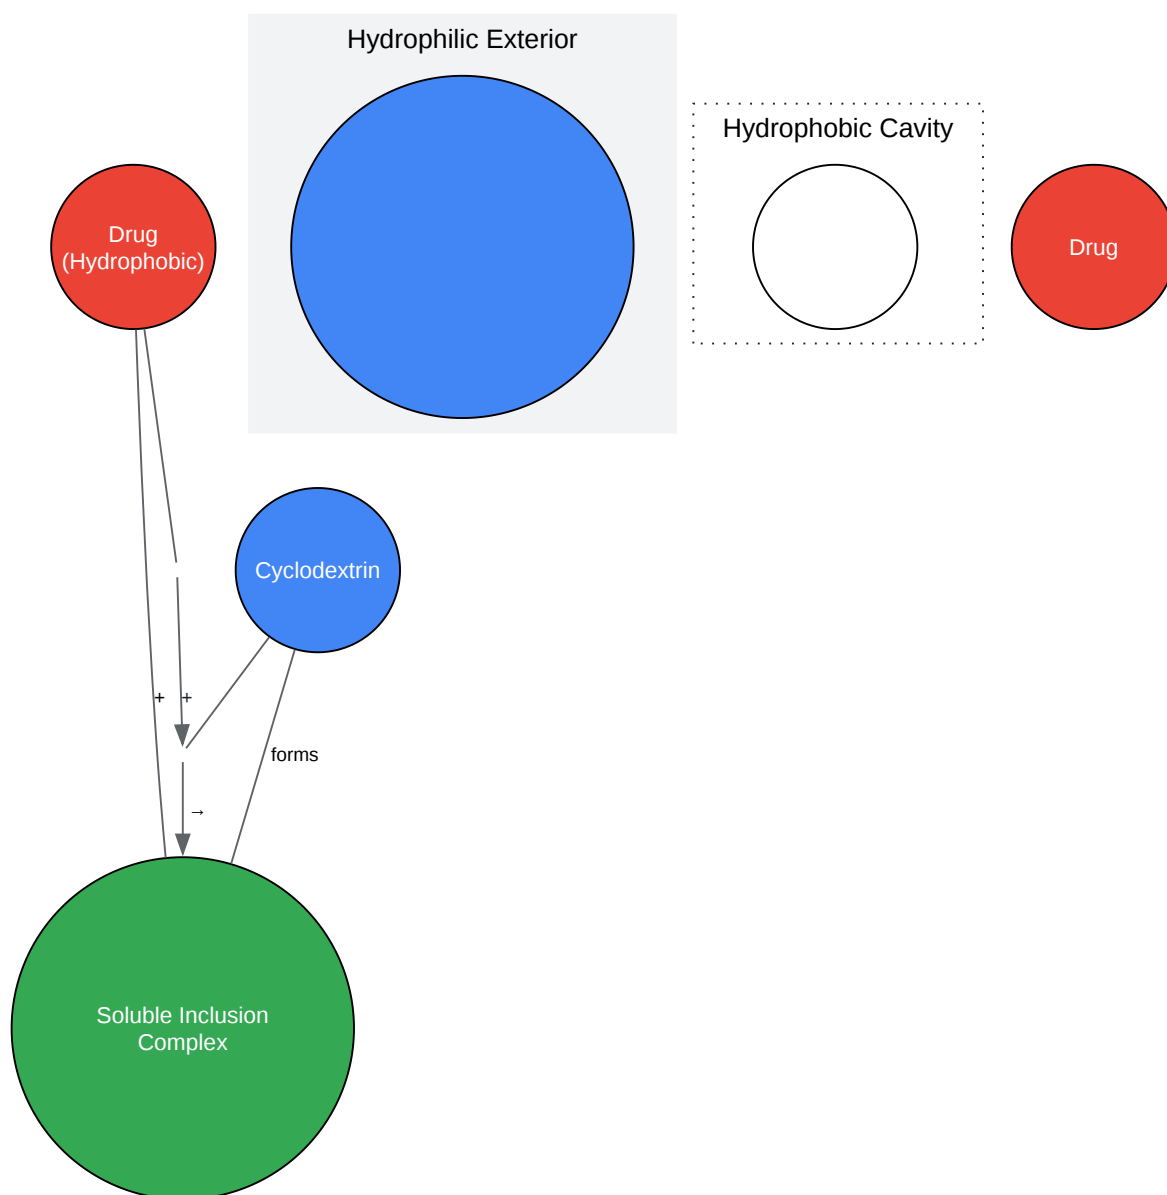 Hydrophilic Exterior
Hydrophobic Cavity
Drug
(Hydrophobic)
Drug
Cyclodextrin
+
+
forms
→
Soluble Inclusion
Complex